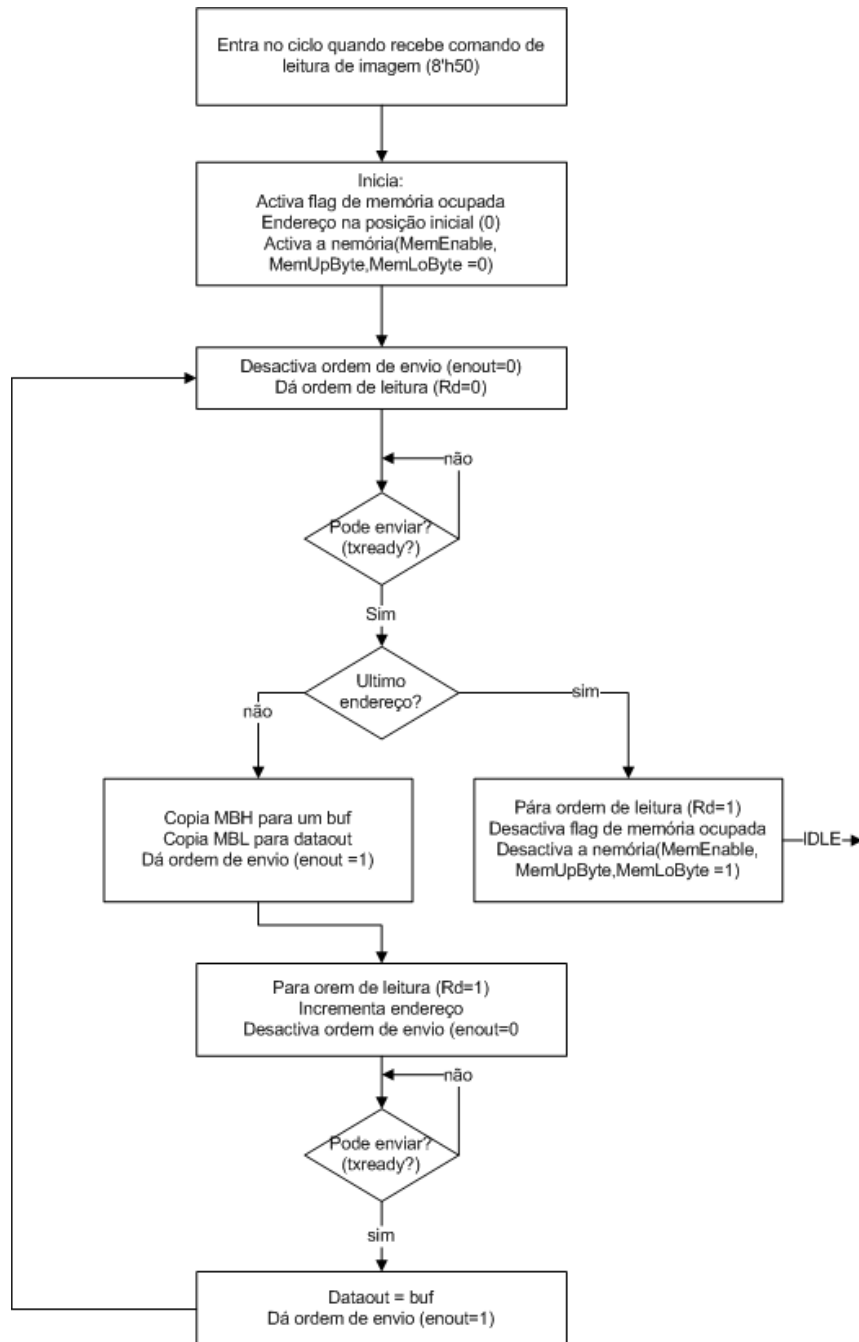 Entra no ciclo quando recebe comando de
leitura de imagem (8'h50)
Inicia:
Activa flag de memória ocupada
Endereço na posição inicial (0)
Activa a nemória(MemEnable,
MemUpByte,MemLoByte =0)
Desactiva ordem de envio (enout=0)
Dá ordem de leitura (Rd=0)
não
Pode enviar?
(txready?)
Sim
Ultimo
endereço?
não
sim
Copia MBH para um buf
Copia MBL para dataout
Dá ordem de envio (enout =1)
Pára ordem de leitura (Rd=1)
Desactiva flag de memória ocupada
Desactiva a nemória(MemEnable,
MemUpByte,MemLoByte =1)
IDLE
Para orem de leitura (Rd=1)
Incrementa endereço
Desactiva ordem de envio (enout=0
não
Pode enviar?
(txready?)
sim
Dataout = buf
Dá ordem de envio (enout=1)